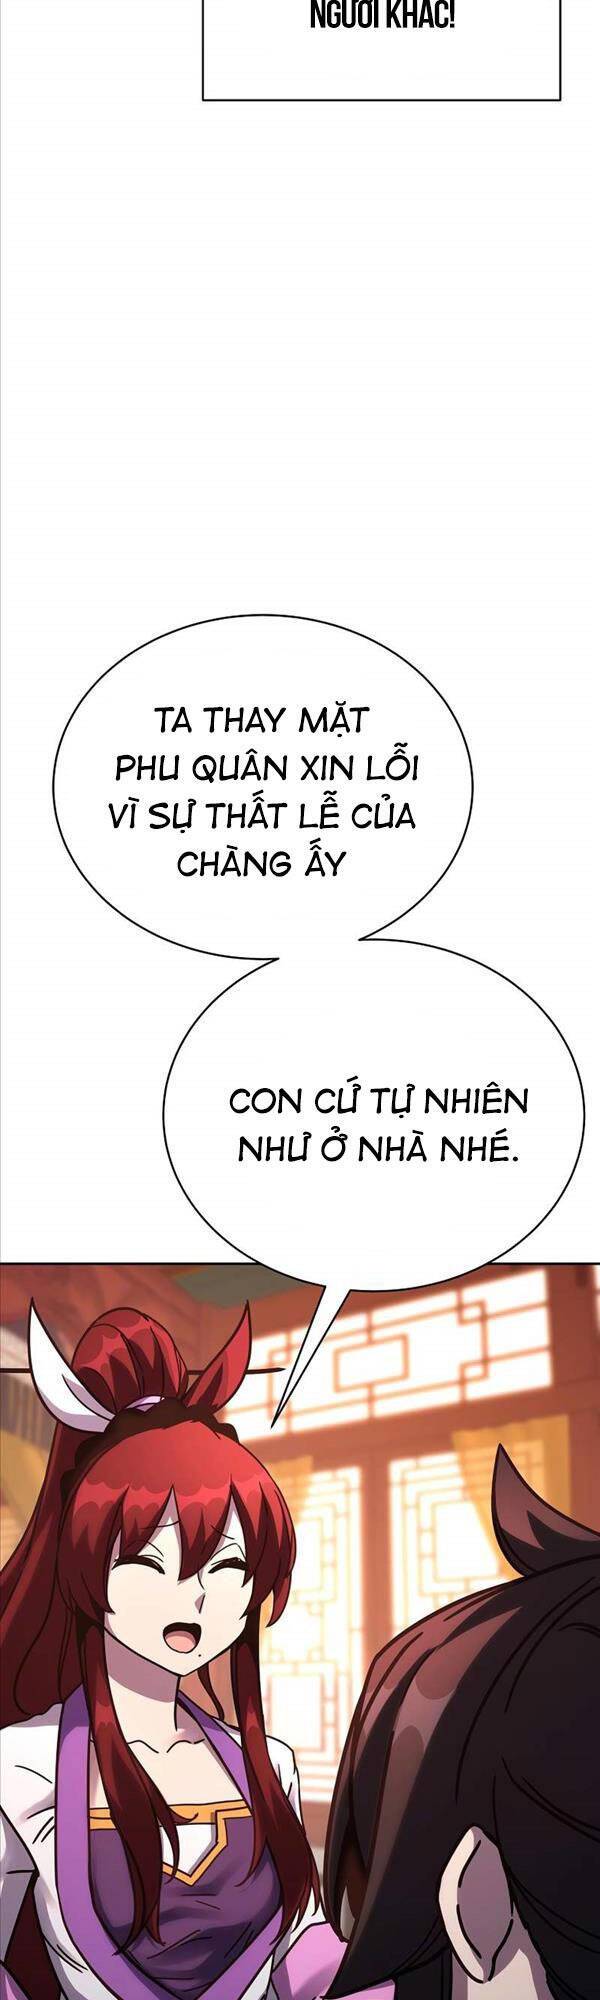 NGƯỜI KHÁC!
TA THAY MẶT
PHU QUÂN XIN LỖI
VÌ SỰ THẤT LỄ CỦA
CHÀNG ẤY
CON CỨ TỰ NHIÊN
NHƯ Ở NHÀ NHÉ.